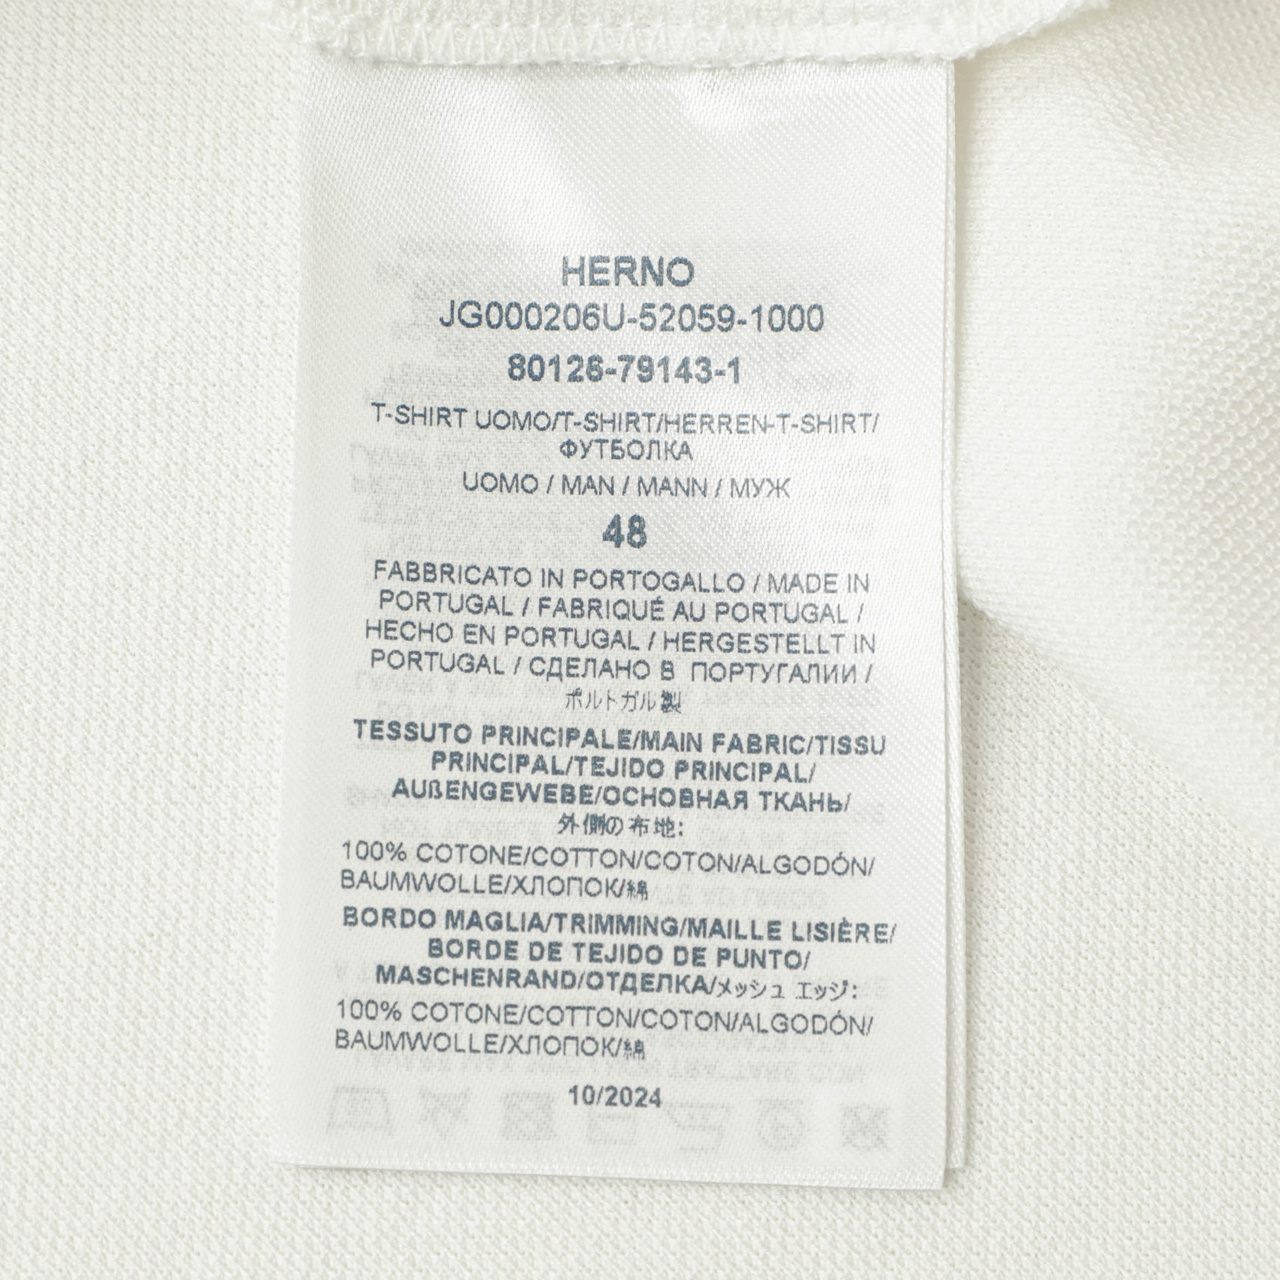 HERNO
JG000206U-52059-1000
80126-79143-1
T-SHIRT UOMO/T-SHIRT/HERREN-T-SHIRT/
ФУТБОЛКА
UOMO / MAN / MANN / МУЖ
48
FABBRICATO IN PORTOGALLO / MADE IN
PORTUGAL / FABRIQUÉ AU PORTUGAL /
HECHO EN PORTUGAL / HERGESTELLT IN
PORTUGAL / СДЕЛАНО В ПОРТУГАЛИИ /
ポルトガル製
TESSUTO PRINCIPALE/MAIN FABRIC/TISSU
PRINCIPAL/TEJIDO PRINCIPAL/
AUßENGEWEBE/ОСНОВНАЯ ТКАНЬ/
外側の布地:
100% COTONE/COTTON/COTON/ALGODÓN/
BAUMWOLLE/ХЛОПОК/綿
BORDO MAGLIA/TRIMMING/MAILLE LISIÈRE/
BORDE DE TEJIDO DE PUNTO/
MASCHENRAND/ОТДЕЛКА/メッシュ エッジ:
100% COTONE/COTTON/COTON/ALGODÓN/
BAUMWOLLE/ХЛОПОК/綿
10/2024